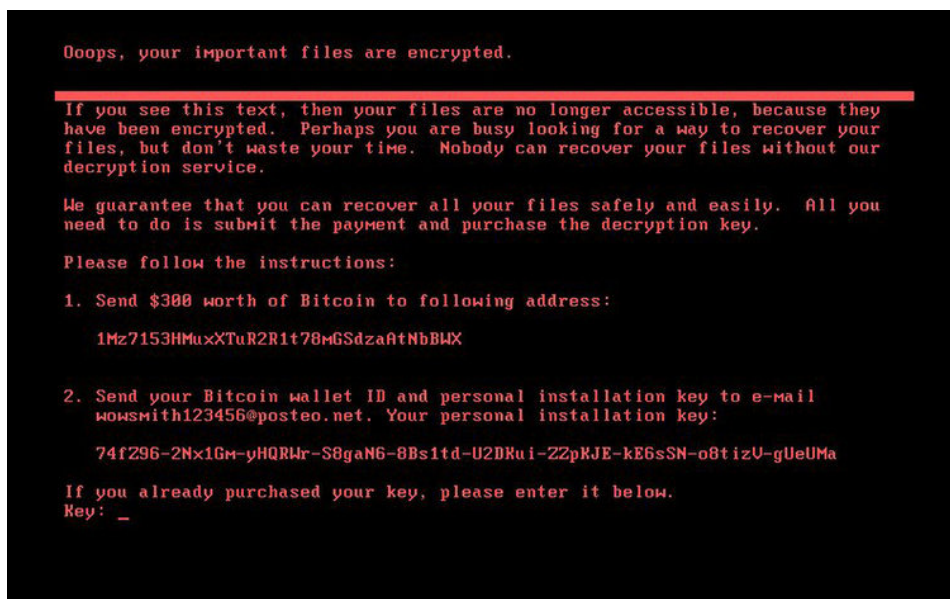 Ooops, your important files are encrypted.
If you see this text, then your files are no longer accessible, because they
have been encrypted.  Perhaps you are busy looking for a way to recover your
files, but don't waste your time.  Nobody can recover your files without our
decryption service.
We guarantee that you can recover all your files safely and easily.  All you
need to do is submit the payment and purchase the decryption key.
Please follow the instructions:
1. Send $300 worth of Bitcoin to following address:
1Mz7153HMuxXTuR2R1t78mGSdzaAtNbBWX
2. Send your Bitcoin wallet ID and personal installation key to e-mail
wowsmith123456@posteo.net. Your personal installation key:
74fZ96-2Nx1Gm-yHQRWr-S8gaN6-8Bs1td-U2DKui-ZZpKJE-kE6sSN-o8tizV-gUeUMa
If you already purchased your key, please enter it below.
Key: _